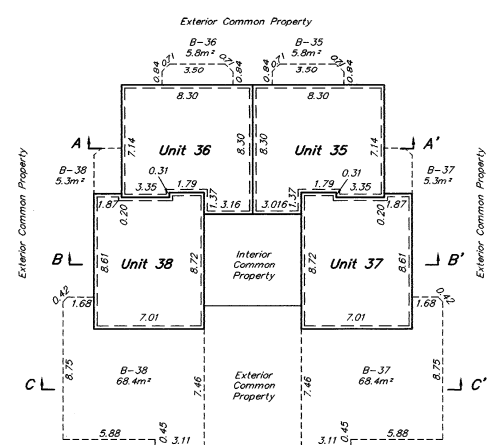 Exterior Common Property
B-36
5.8m²
B-35
5.8m²
0.84
0.71
3.50
0.71
0.84
0.84
0.71
3.50
0.71
0.84
8.30
8.30
A
7.14
Unit 36
8.30
8.30
Unit 35
7.14
A'
Exterior Common Property
B-38
5.3m²
0.31
0.31
B-37
5.3m²
Exterior Common Property
1.87
0.20
3.35
1.79
1.37
3.16
3.016
1.37
1.79
3.35
0.20
1.87
B
8.61
Unit 38
8.72
Interior
Common
Property
8.72
Unit 37
8.61
B'
0.42
1.68
7.01
7.01
1.68
0.42
C
8.75
B-38
68.4m²
7.46
Exterior
Common
Property
7.46
B-37
68.4m²
8.75
C'
5.88
0.45
3.11
3.11
0.45
5.88